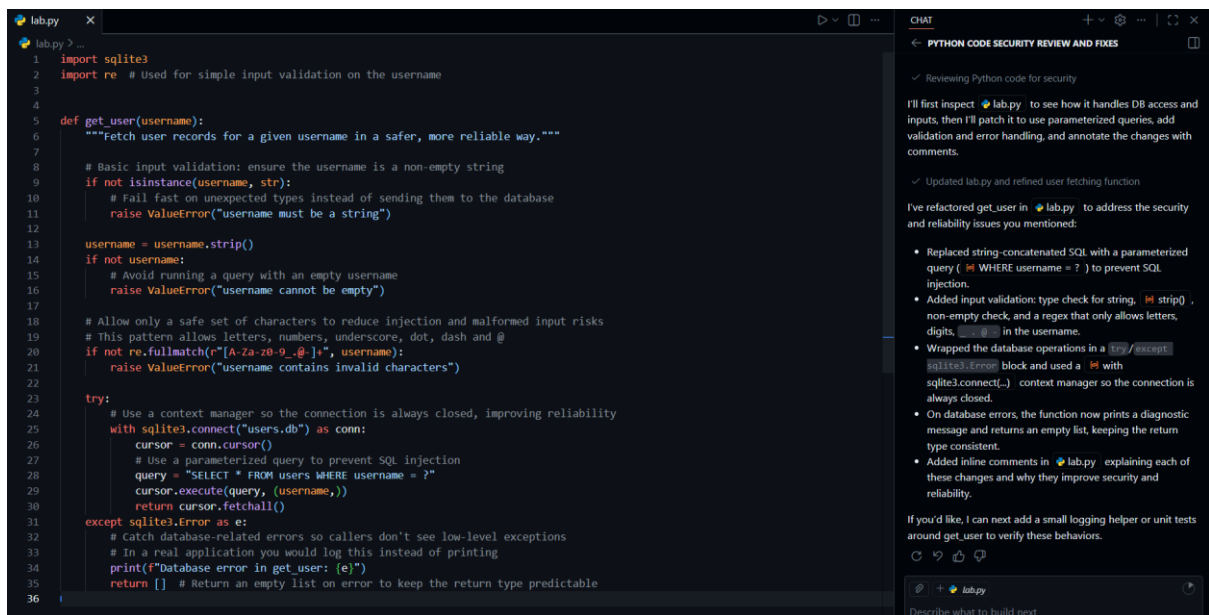 lab.py
lab.py > ...
1 import sqlite3
2 import re # Used for simple input validation on the username
3
4
5 def get_user(username):
6 """Fetch user records for a given username in a safer, more reliable way."""
7
8 # Basic input validation: ensure the username is a non-empty string
9 if not isinstance(username, str):
10 # Fail fast on unexpected types instead of sending them to the database
11 raise ValueError("username must be a string")
12
13 username = username.strip()
14 if not username:
15 # Avoid running a query with an empty username
16 raise ValueError("username cannot be empty")
17
18 # Allow only a safe set of characters to reduce injection and malformed input risks
19 # This pattern allows letters, numbers, underscore, dot, dash and @
20 if not re.fullmatch(r"[A-Za-z0-9_.@-]+", username):
21 raise ValueError("username contains invalid characters")
22
23 try:
24 # Use a context manager so the connection is always closed, improving reliability
25 with sqlite3.connect("users.db") as conn:
26 cursor = conn.cursor()
27 # Use a parameterized query to prevent SQL injection
28 query = "SELECT * FROM users WHERE username = ?"
29 cursor.execute(query, (username,))
30 return cursor.fetchall()
31 except sqlite3.Error as e:
32 # Catch database-related errors so callers don't see low-level exceptions
33 # In a real application you would log this instead of printing
34 print(f"Database error in get_user: {e}")
35 return [] # Return an empty list on error to keep the return type predictable
36
CHAT
PYTHON CODE SECURITY REVIEW AND FIXES
Reviewing Python code for security
I'll first inspect lab.py to see how it handles DB access and
inputs, then I'll patch it to use parameterized queries, add
validation and error handling, and annotate the changes with
comments.
Updated lab.py and refined user fetching function
I've refactored get_user in lab.py to address the security
and reliability issues you mentioned:
• Replaced string-concatenated SQL with a parameterized
query ( WHERE username = ? ) to prevent SQL
injection.
• Added input validation: type check for string, strip() ,
non-empty check, and a regex that only allows letters,
digits, _ . @ - in the username.
• Wrapped the database operations in a try/except
sqlite3.Error block and used a with
sqlite3.connect(...) context manager so the connection is
always closed.
• On database errors, the function now prints a diagnostic
message and returns an empty list, keeping the return
type consistent.
• Added inline comments in lab.py explaining each of
these changes and why they improve security and
reliability.
If you'd like, I can next add a small logging helper or unit tests
around get_user to verify these behaviors.
lab.py
Describe what to build next